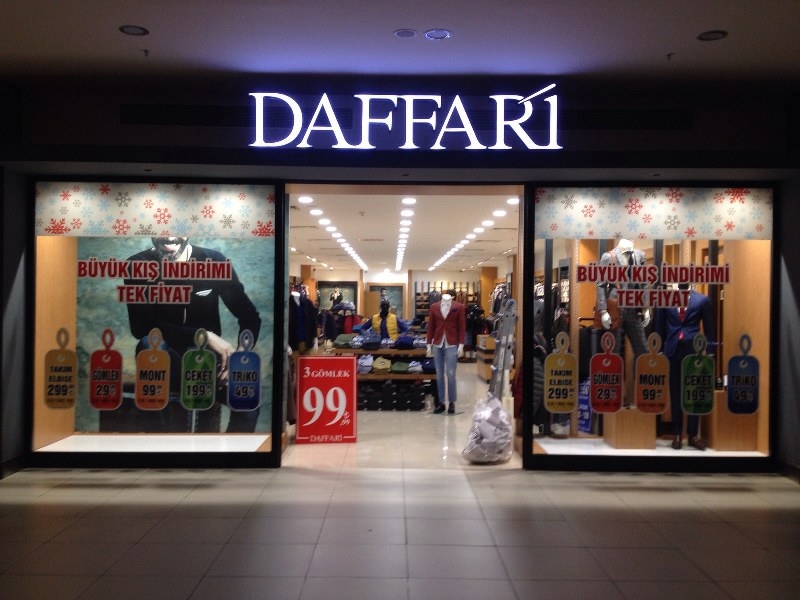 DAFFARİ
BÜYÜK KIŞ İNDİRİMİ
TEK FİYAT
TAKIM
ELBİSE
299
GÖMLEK
29
MONT
99
CEKET
199
TRİKO
49
3 GÖMLEK
99
,99
DAFFARİ
BÜYÜK KIŞ İNDİRİMİ
TEK FİYAT
TAKIM
ELBİSE
299
GÖMLEK
29
MONT
99
CEKET
199
TRİKO
49